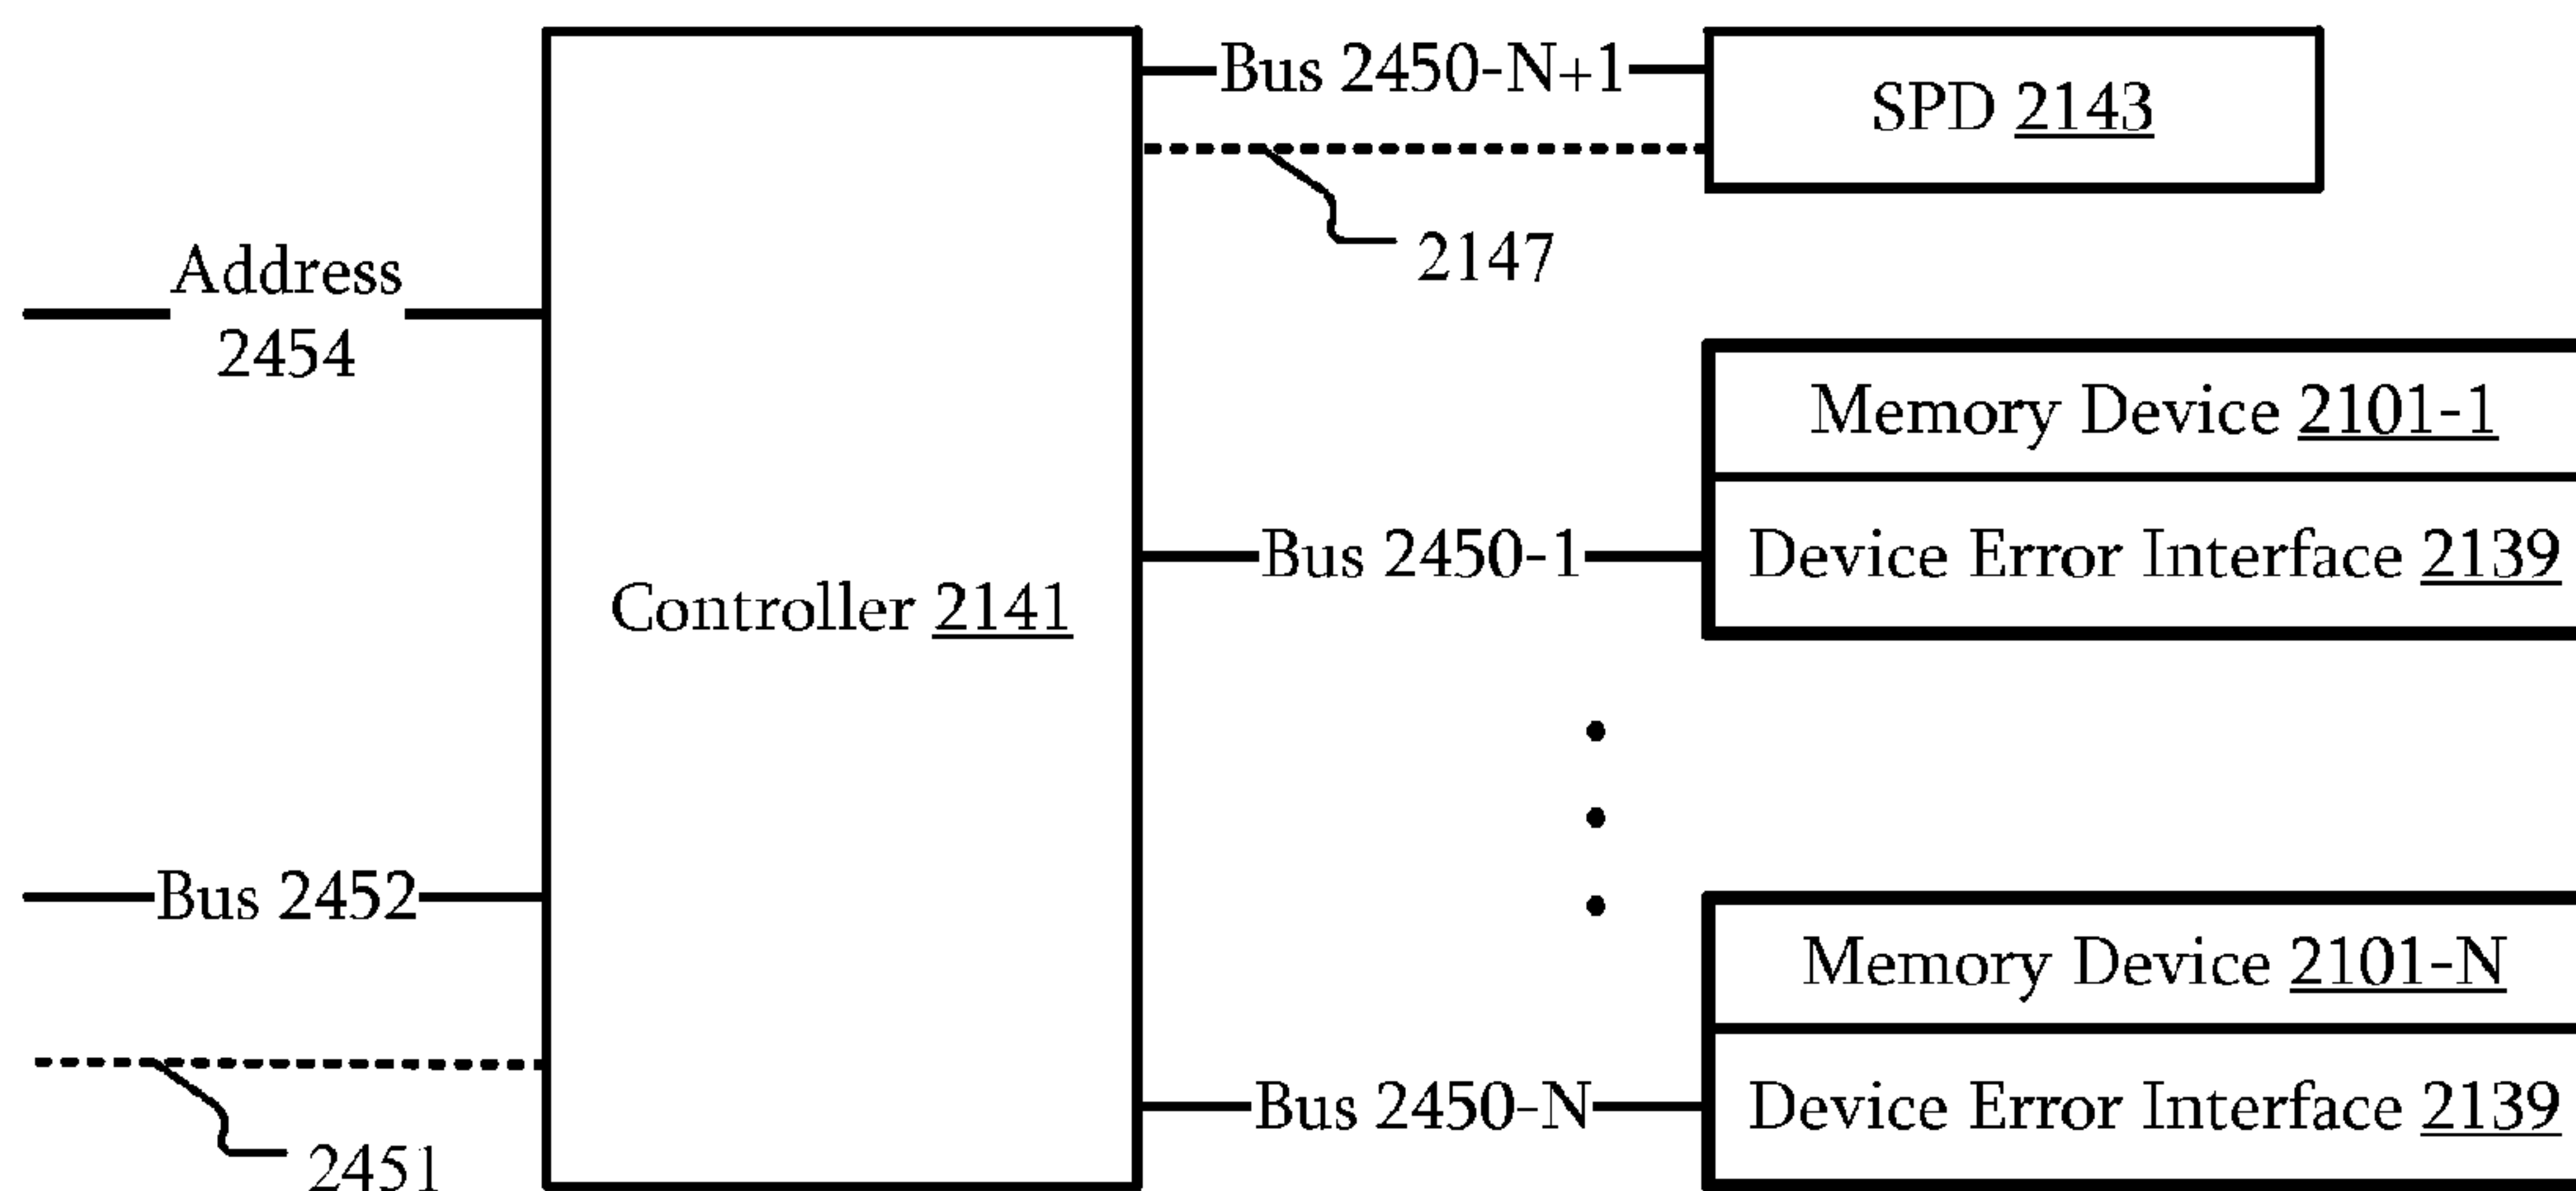 Bus 2450-N+1
SPD 2143
2147
Address
2454
Memory Device 2101-1
Bus 2450-1
Device Error Interface 2139
Controller 2141
Bus 2452
Memory Device 2101-N
Bus 2450-N
Device Error Interface 2139
2451